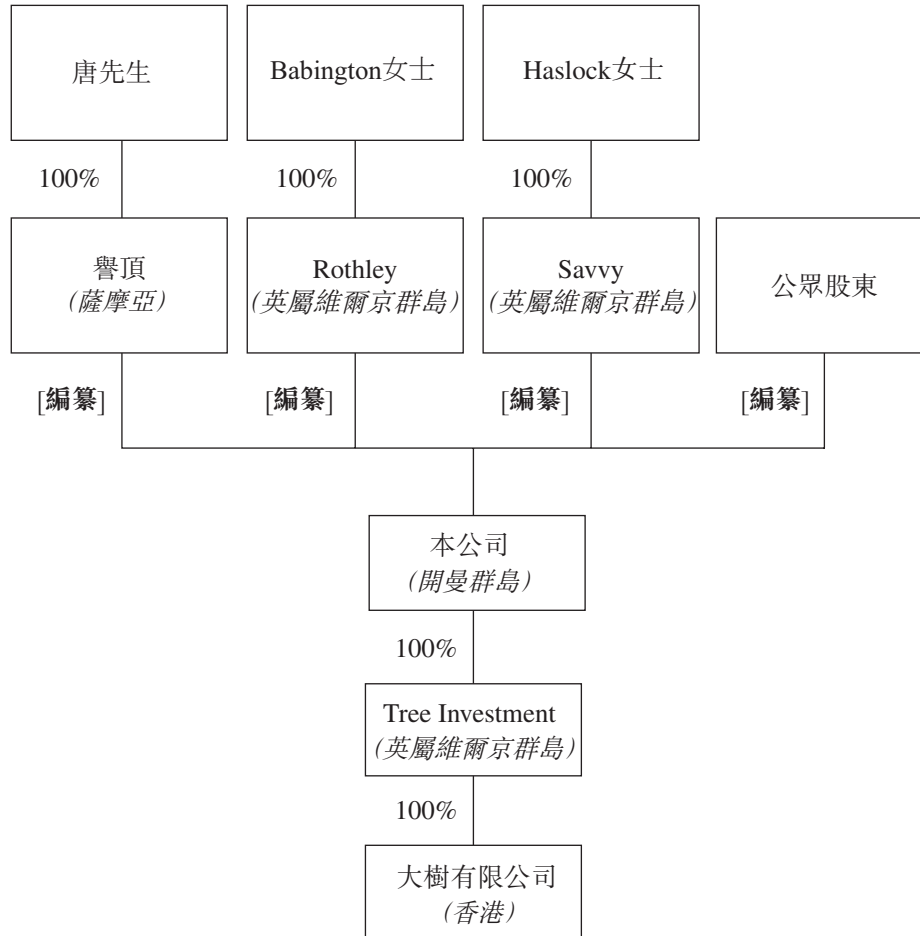 唐先生
Babington女士
Haslock女士
100%
100%
100%
譽頂
(薩摩亞)
Rothley
(英屬維爾京群島)
Savvy
(英屬維爾京群島)
公眾股東
[編纂]
[編纂]
[編纂]
[編纂]
本公司
(開曼群島)
100%
Tree Investment
(英屬維爾京群島)
100%
大樹有限公司
(香港)